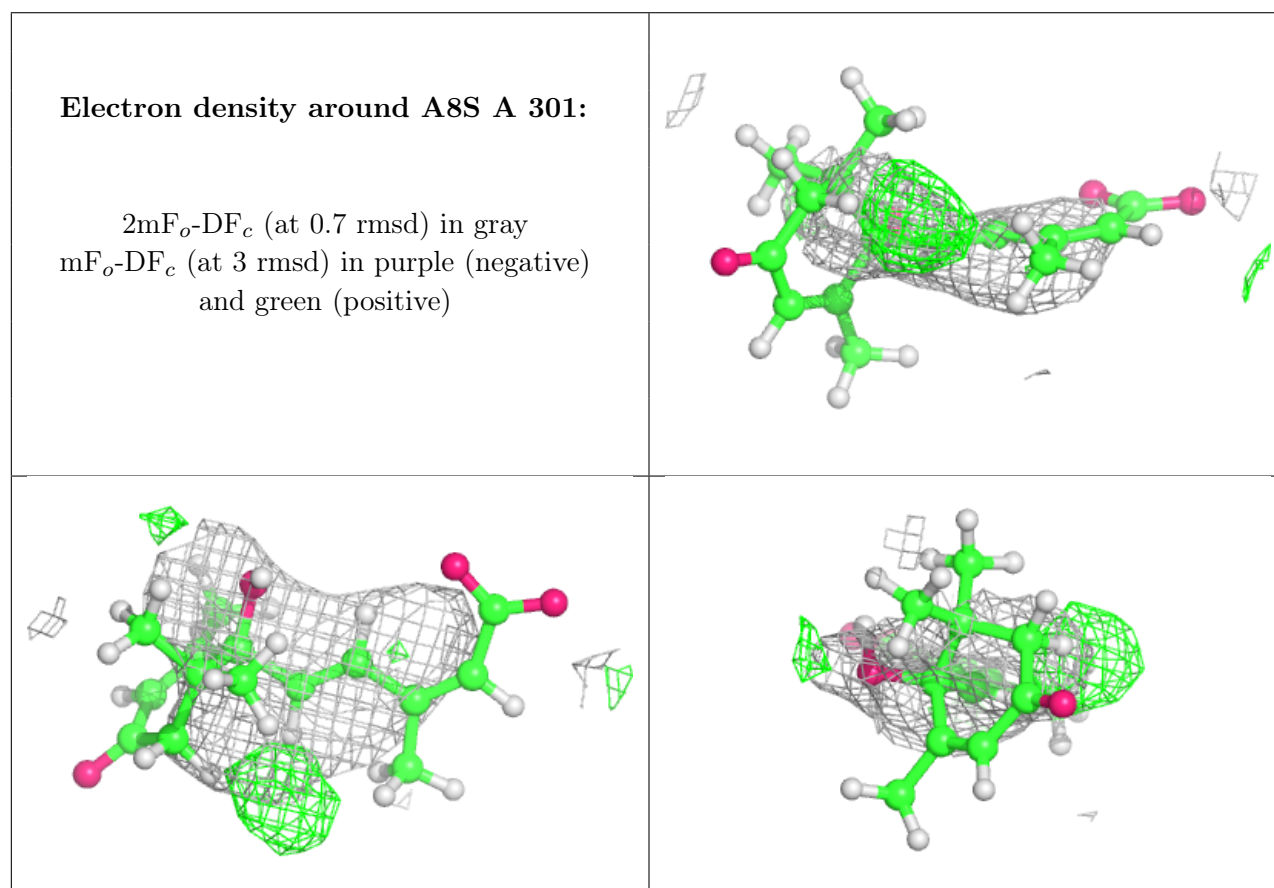 Electron density around A8S A 301:
2mFo-DFc (at 0.7 rmsd) in gray
mFo-DFc (at 3 rmsd) in purple (negative)
and green (positive)